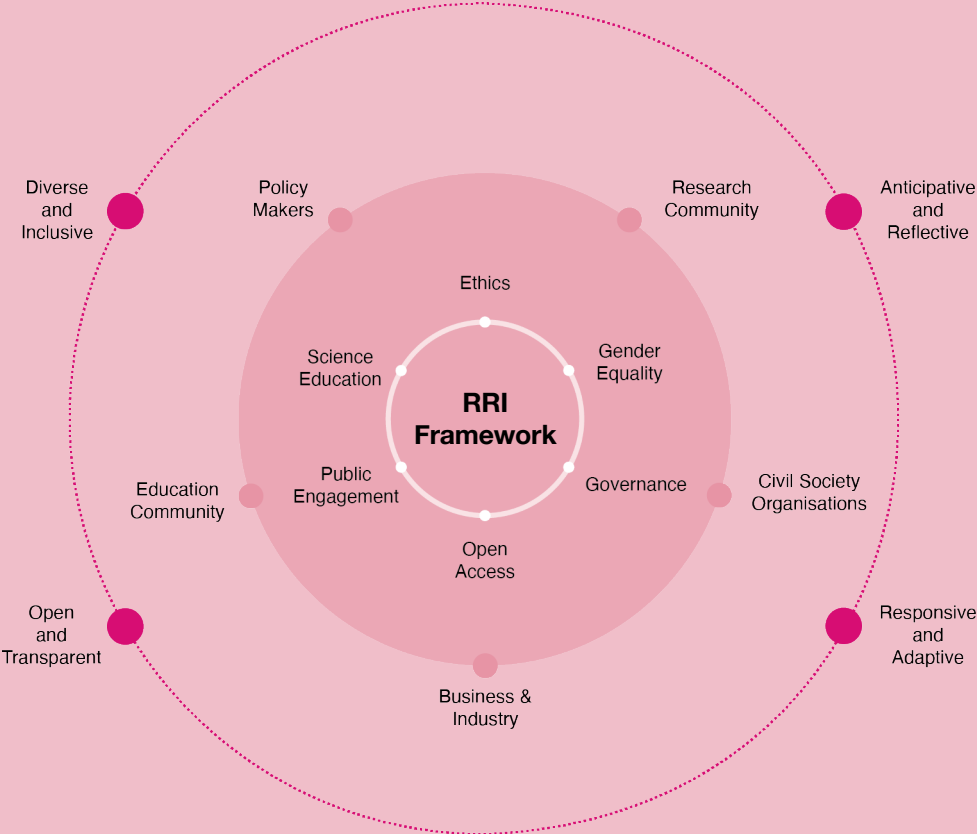 Diverse
and
Inclusive
Policy
Makers
Research
Community
Anticipative
and
Reflective
Ethics
Science
Education
Gender
Equality
RRI
Framework
Public
Engagement
Governance
Education
Community
Civil Society
Organisations
Open
Access
Open
and
Transparent
Responsive
and
Adaptive
Business &
Industry